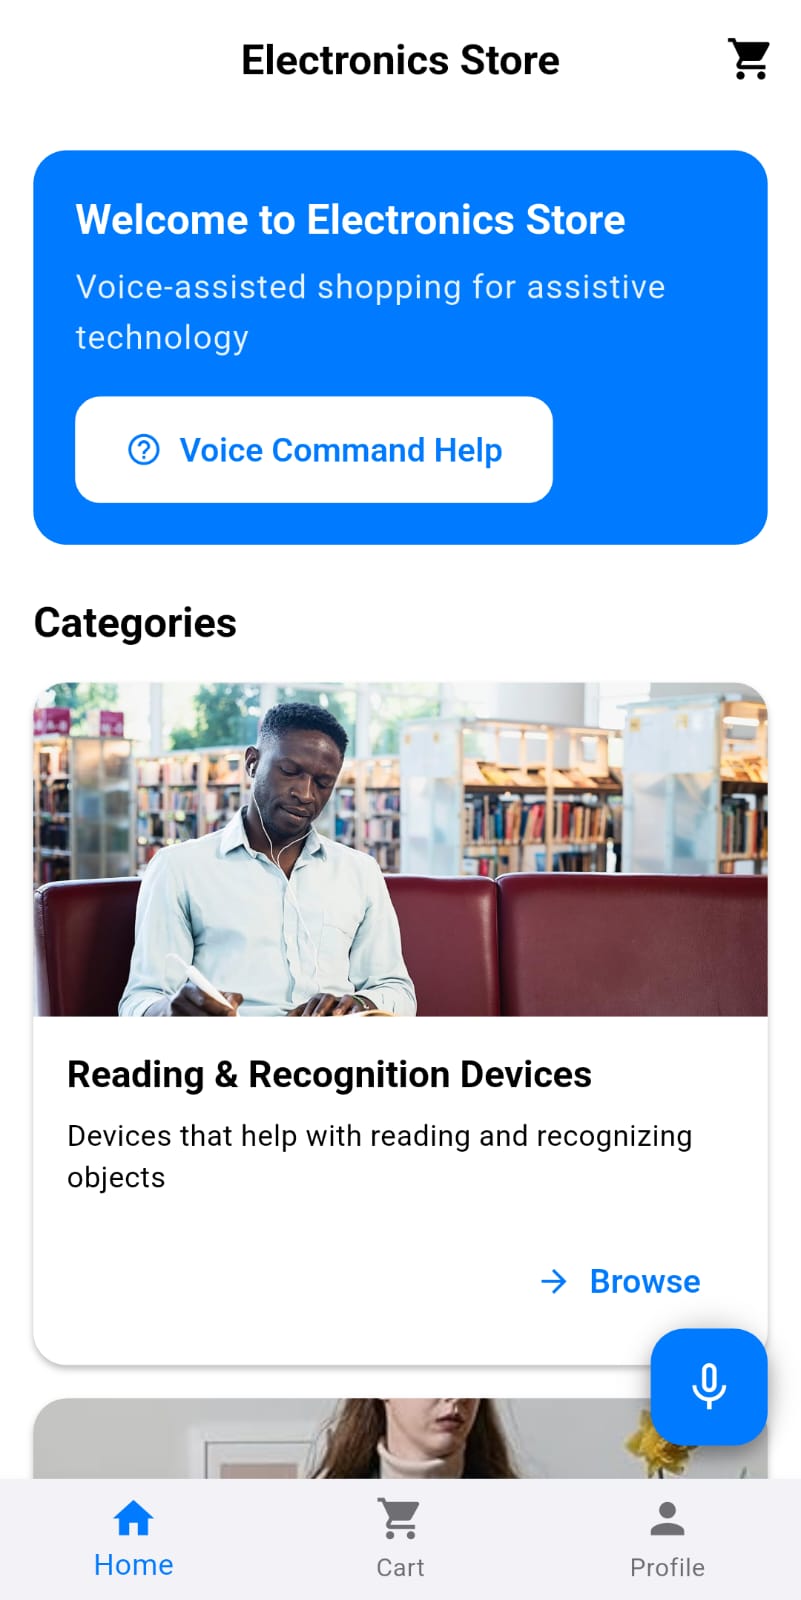 Electronics Store
Welcome to Electronics Store
Voice-assisted shopping for assistive
technology
Voice Command Help
Categories
Reading & Recognition Devices
Devices that help with reading and recognizing
objects
Browse
Home
Cart
Profile